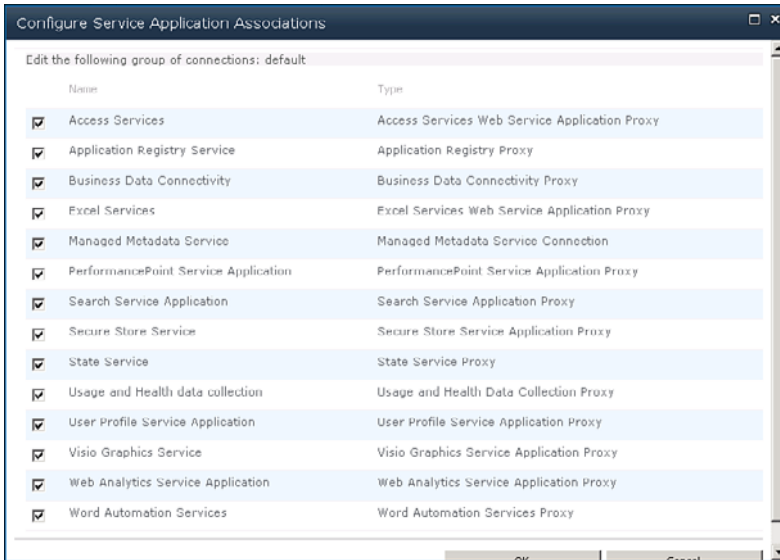 Configure Service Application Associations
Edit the following group of connections: default
Name Type
Access Services Access Services Web Service Application Proxy
Application Registry Service Application Registry Proxy
Business Data Connectivity Business Data Connectivity Proxy
Excel Services Excel Services Web Service Application Proxy
Managed Metadata Service Managed Metadata Service Connection
PerformancePoint Service Application PerformancePoint Service Application Proxy
Search Service Application Search Service Application Proxy
Secure Store Service Secure Store Service Application Proxy
State Service State Service Proxy
Usage and Health data collection Usage and Health Data Collection Proxy
User Profile Service Application User Profile Service Application Proxy
Visio Graphics Service Visio Graphics Service Application Proxy
Web Analytics Service Application Web Analytics Service Application Proxy
Word Automation Services Word Automation Services Proxy
OK Cancel